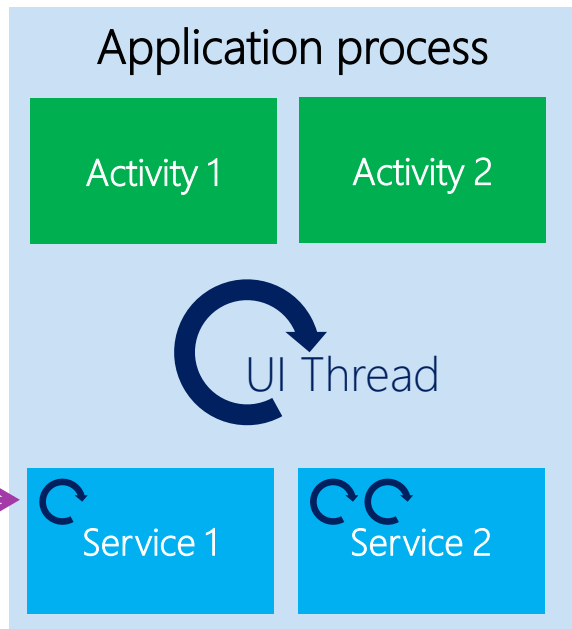 Application process
Activity 1
Activity 2
UI Thread
Service 1
Service 2